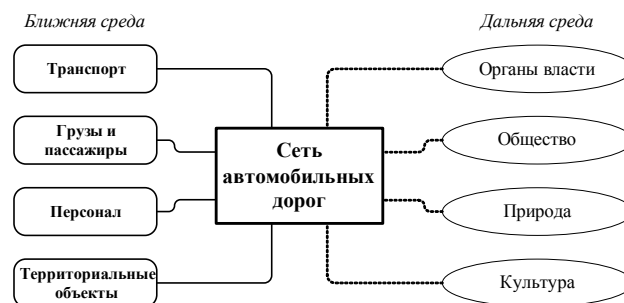 Ближняя среда
Дальняя среда
Транспорт
Грузы и
пассажиры
Персонал
Территориальные
объекты
Сеть
автомобильных
дорог
Органы власти
Общество
Природа
Культура